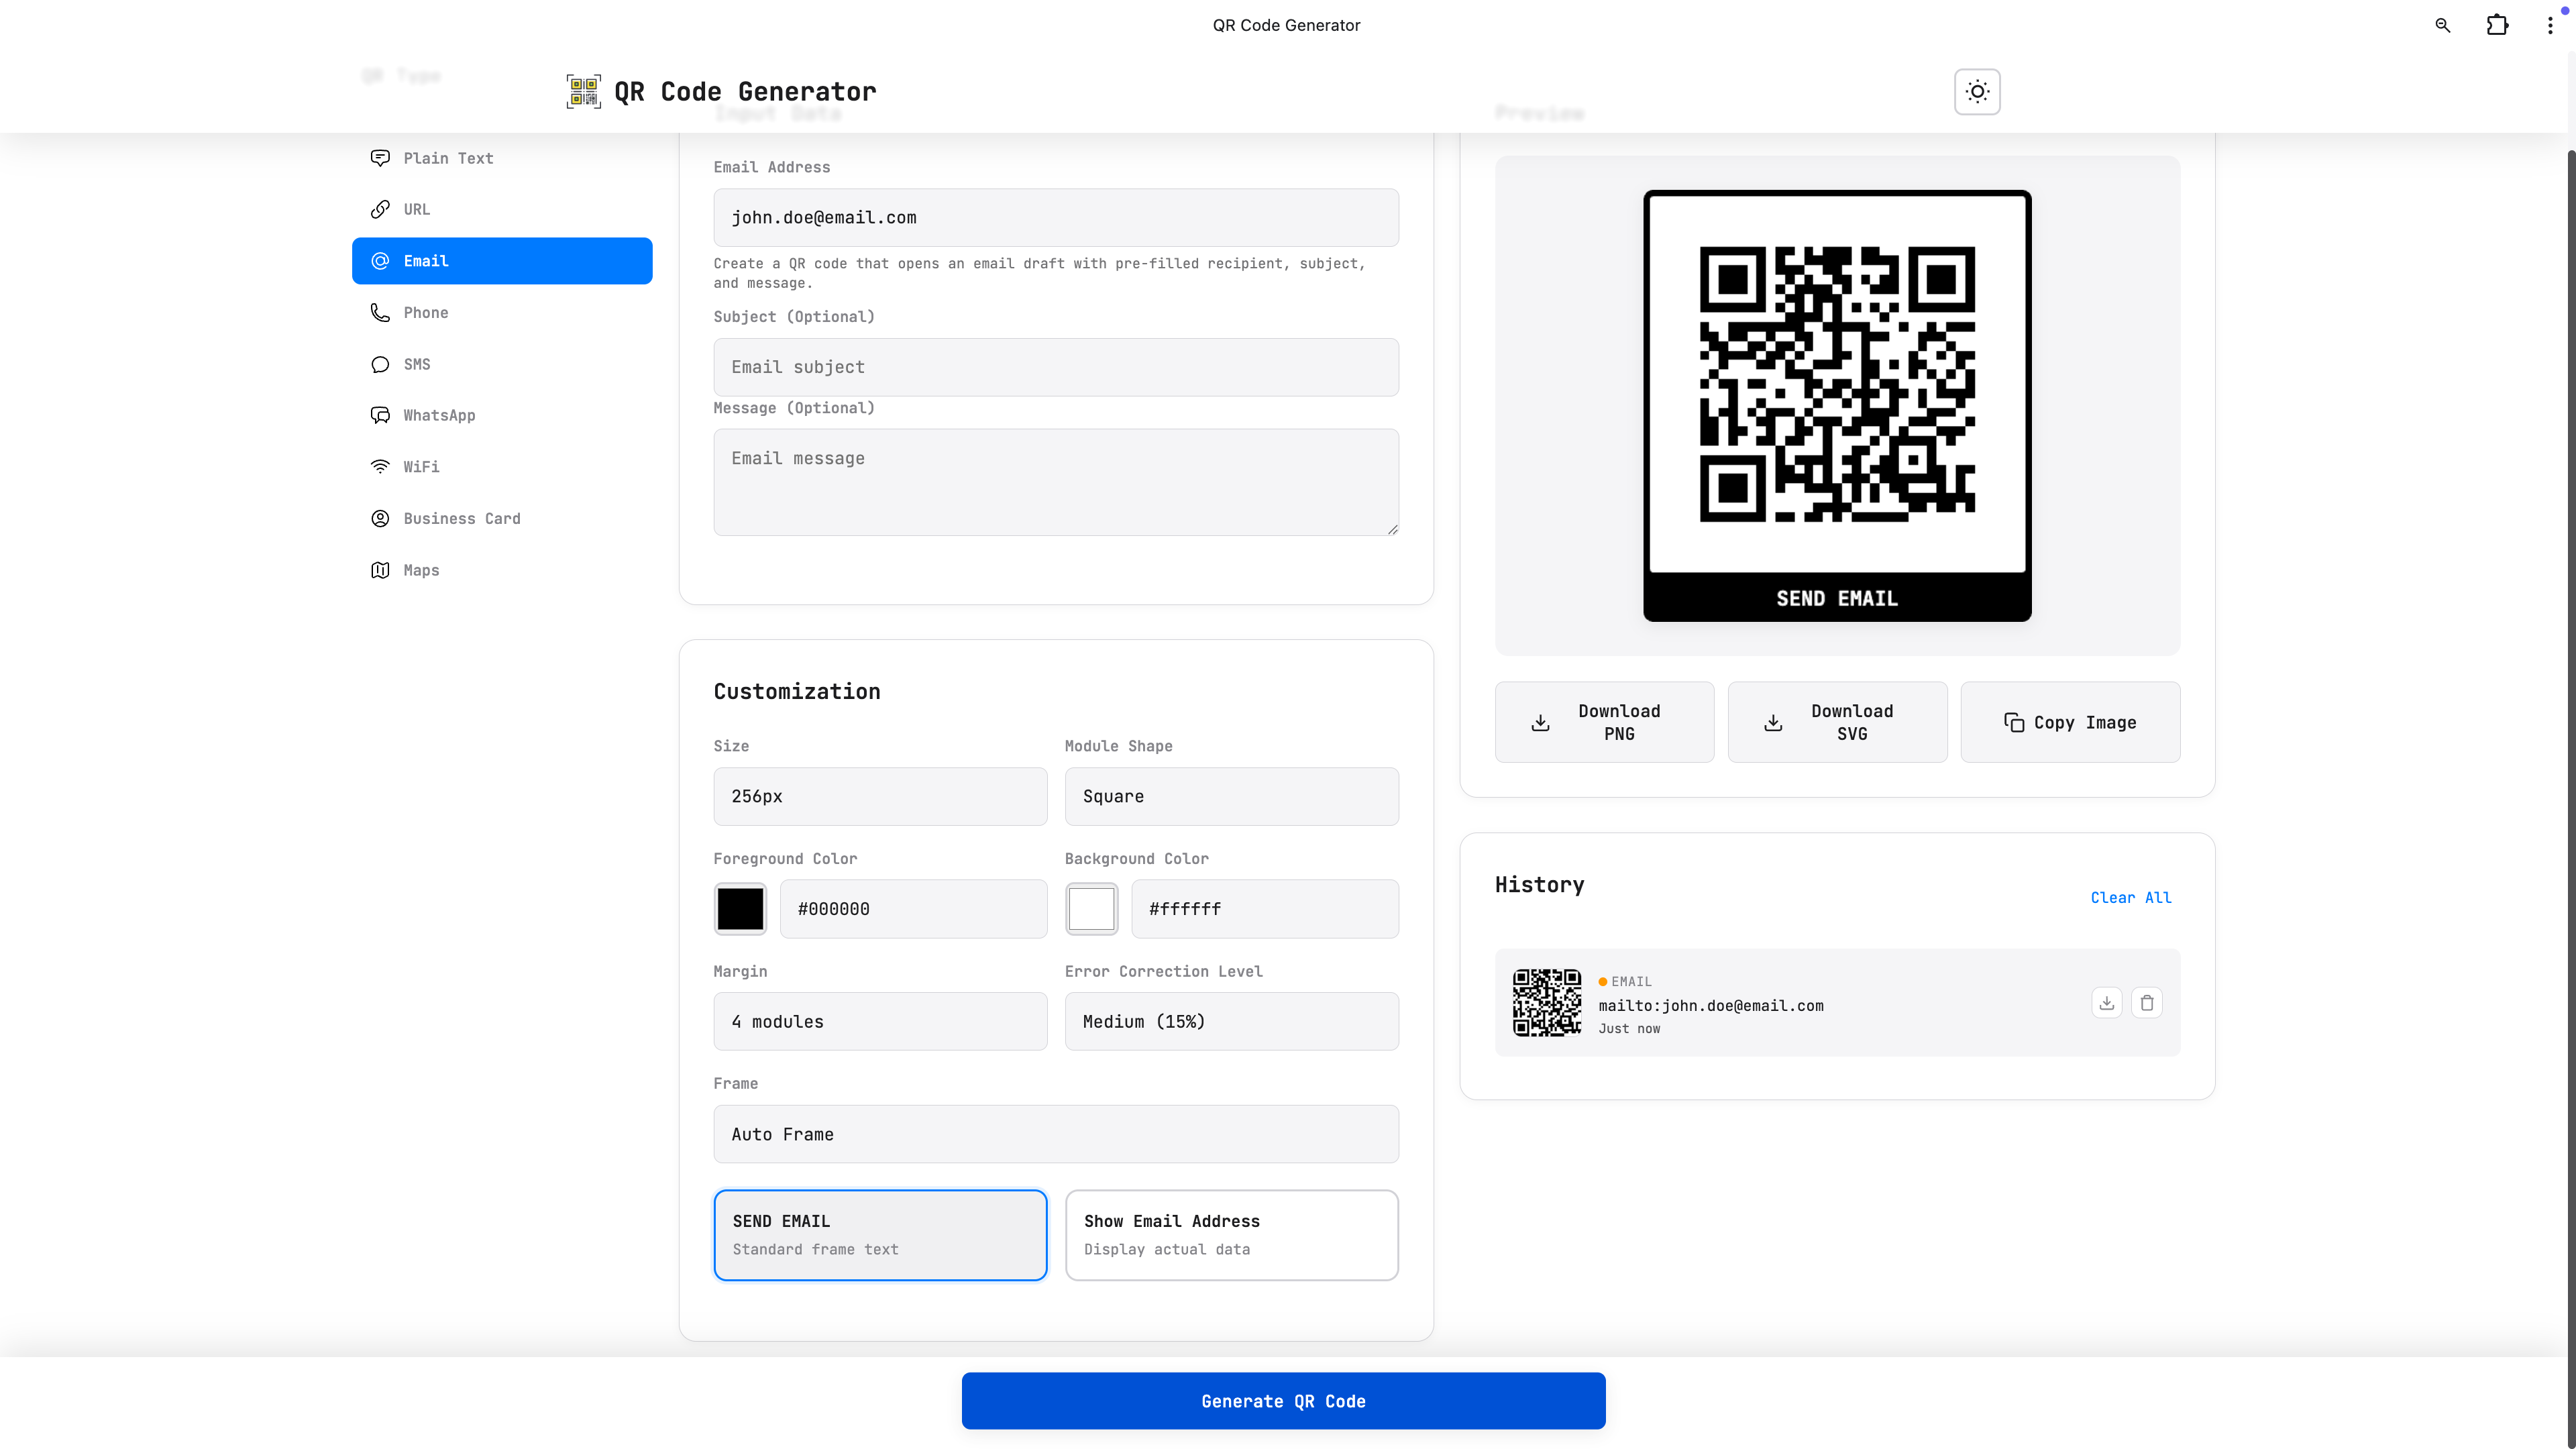 QR Code Generator
QR Type
QR Code Generator
Plain Text
URL
Email
Phone
SMS
WhatsApp
WiFi
Business Card
Maps
Input Data
Email Address
john.doe@email.com
Create a QR code that opens an email draft with pre-filled recipient, subject,
and message.
Subject (Optional)
Email subject
Message (Optional)
Email message
Customization
Size
Module Shape
256px
Square
Foreground Color
Background Color
#000000
#ffffff
Margin
Error Correction Level
4 modules
Medium (15%)
Frame
Auto Frame
SEND EMAIL
Standard frame text
Show Email Address
Display actual data
Preview
SEND EMAIL
Download
PNG
Download
SVG
Copy Image
History
Clear All
EMAIL
mailto:john.doe@email.com
Just now
Generate QR Code